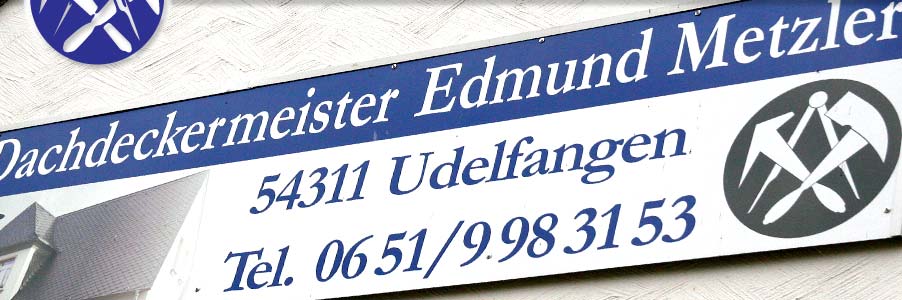 Dachdeckermeister Edmund Metzler
54311 Udelfangen
Tel. 06 51/9 98 31 53